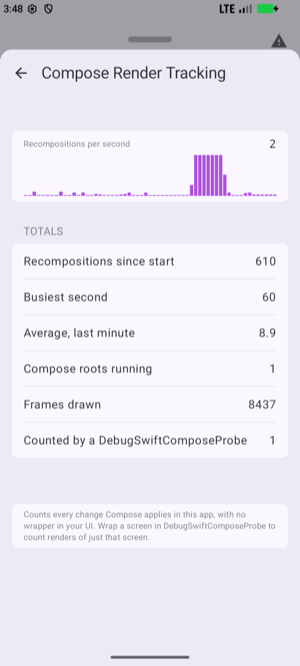 3:48 LTE
Compose Render Tracking
Recompositions per second 2
TOTALS
Recompositions since start 610
Busiest second 60
Average, last minute 8.9
Compose roots running 1
Frames drawn 8437
Counted by a DebugSwiftComposeProbe 1
Counts every change Compose applies in this app, with no
wrapper in your UI. Wrap a screen in DebugSwiftComposeProbe to
count renders of just that screen.